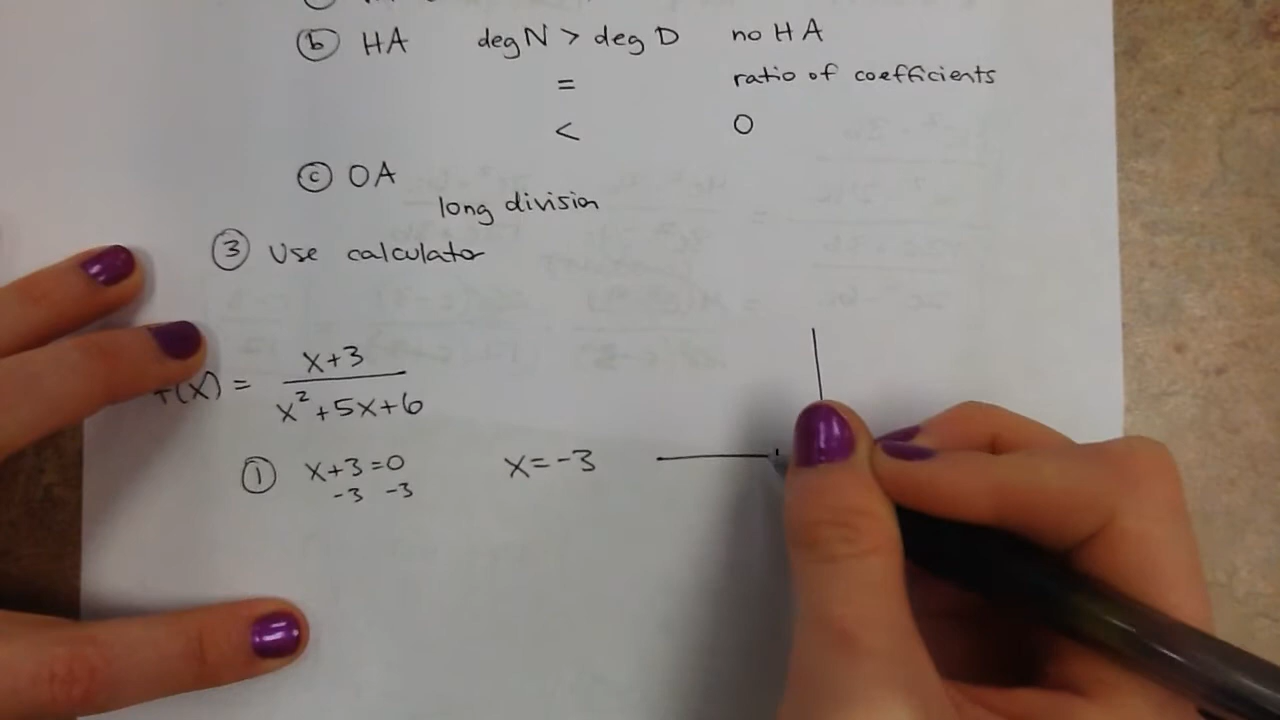 ⓑ HA deg N > deg D no HA
= ratio of coefficients
< 0
ⓒ OA
long division
③ Use calculator
f(x) = x+3 / x²+5x+6
① x+3=0 x=-3
-3 -3